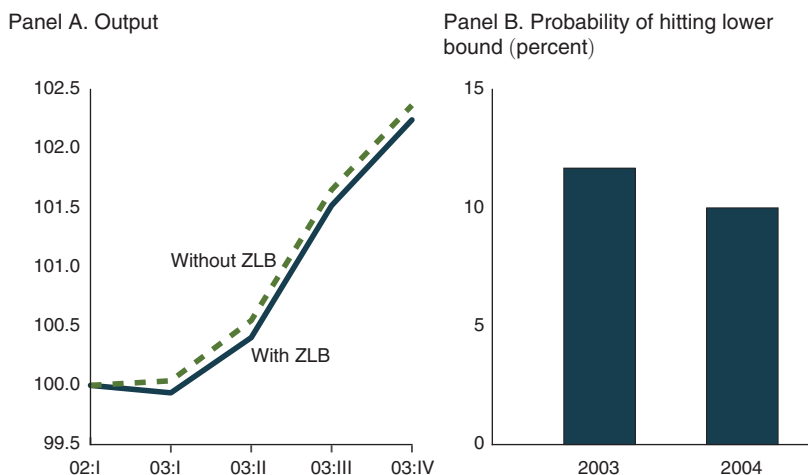 Panel A. Output
102.5
102.0
101.5
101.0
100.5
100.0
99.5
Without ZLB
With ZLB
02:I 03:I 03:II 03:III 03:IV
Panel B. Probability of hitting lower
bound (percent)
15
10
5
0
2003 2004